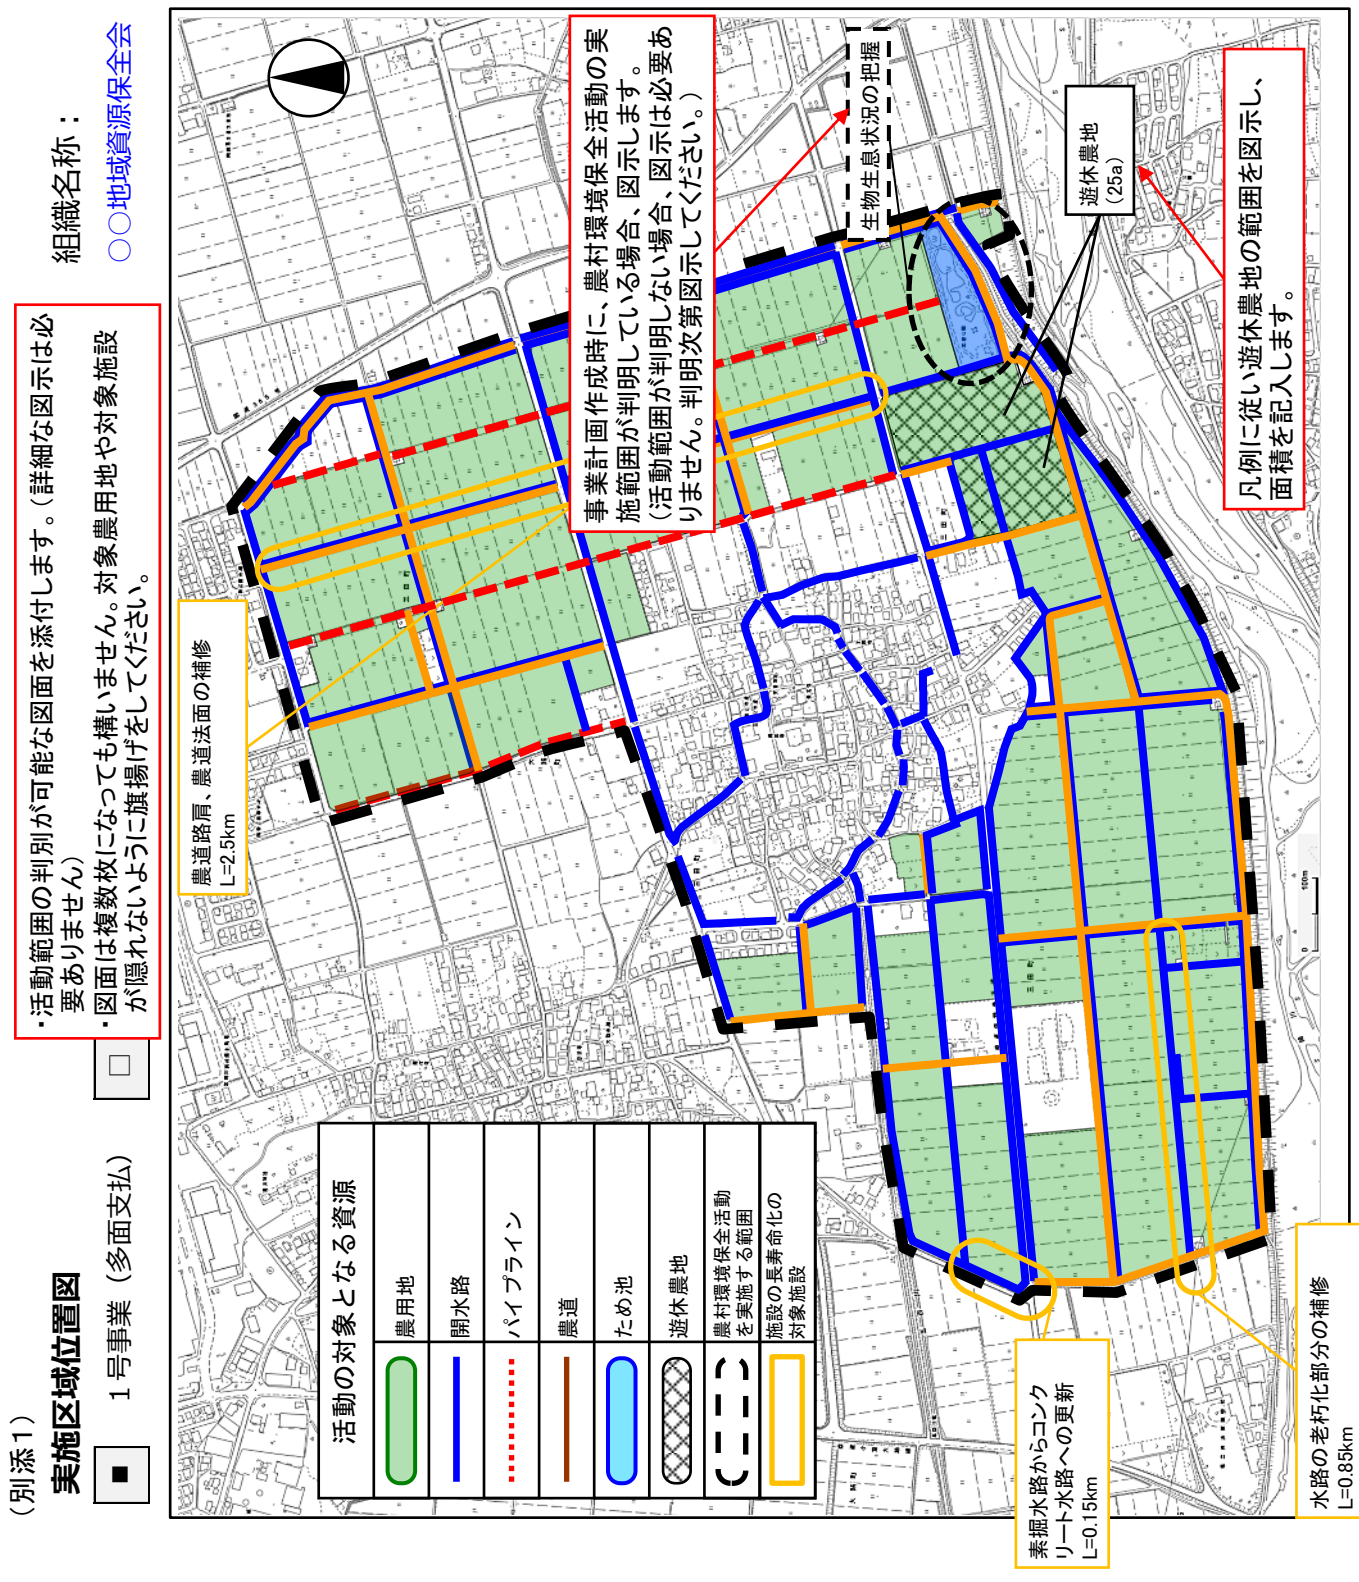 (別添1)
実施区域位置図
■ 1号事業(多面支払) □
組織名称:
○○地域資源保全会
・活動範囲の判別が可能な図面を添付します。(詳細な図示は必
要ありません)
・図面は複数枚になっても構いません。対象農用地や対象施設
が隠れないように旗揚げをしてください。
農道路肩、農道法面の補修
L=2.5km
事業計画作成時に、農村環境保全活動の実
施範囲が判明している場合、図示します。
(活動範囲が判明しない場合、図示は必要あ
りません。判明次第図示してください。)
生物生息状況の把握
遊休農地
(25a)
凡例に従い遊休農地の範囲を図示し、
面積を記入します。
活動の対象となる資源
農用地
開水路
パイプライン
農道
ため池
遊休農地
農村環境保全活動
を実施する範囲
施設の長寿命化の
対象施設
素掘水路からコンク
リート水路への更新
L=0.15km
水路の老朽化部分の補修
L=0.85km
0 100m